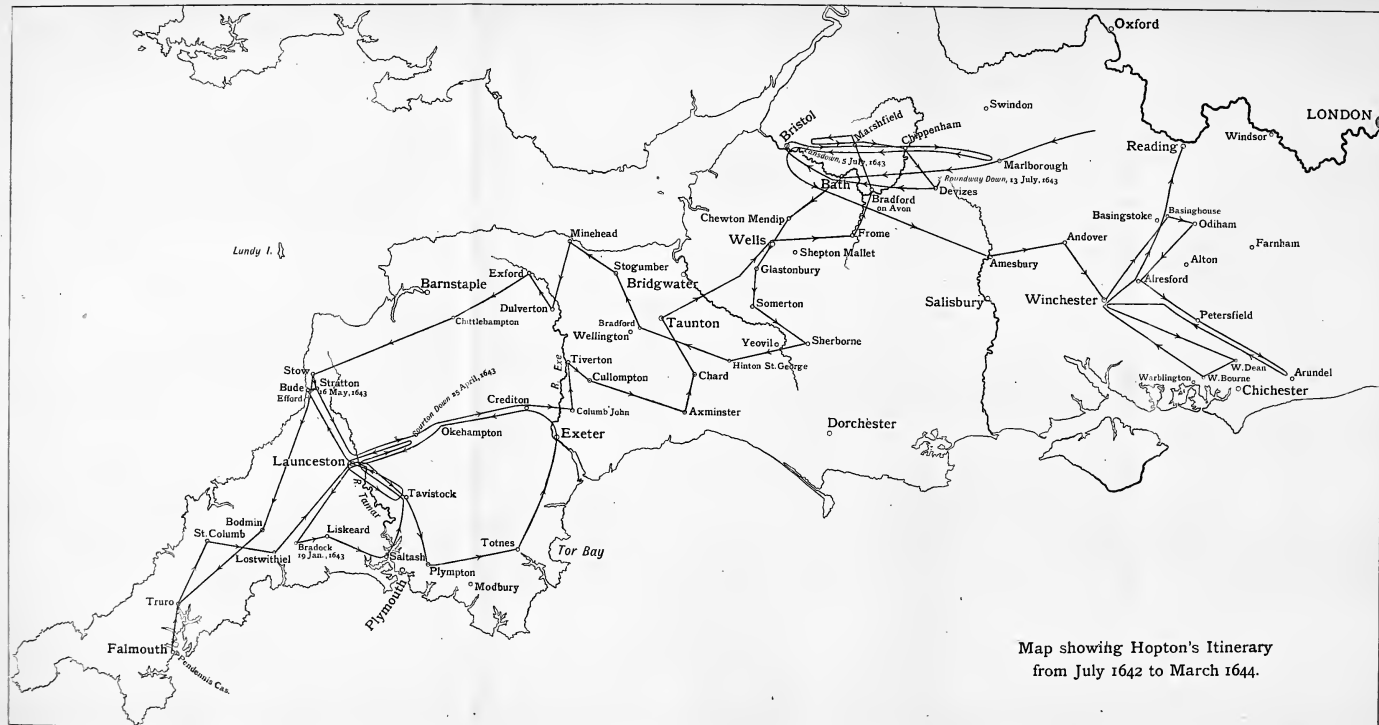 Oxford
Swindon
LONDON
Windsor
Reading
Bristol
Marshfield
Chippenham
Lansdown, 5 July, 1643
Marlborough
Roundway Down, 13 July, 1643
Bath
Devizes
Bradford
on Avon
Basingstoke
Basinghouse
Odiham
Chewton Mendip
Farnham
Minehead
Wells
Frome
Andover
Lundy I.
Shepton Mallet
Amesbury
Alton
Stogumber
Exford
Glastonbury
Bridgwater
Alresford
Barnstaple
Salisbury
Winchester
Dulverton
Somerton
Chittlehampton
Taunton
Petersfield
Bradford
Wellington
Yeovil
Sherborne
Hinton St. George
Tiverton
W. Dean
Stow
R. Exe
Cullompton
Chard
Warblington
W. Bourne
Arundel
Bude
Stratton
16 May, 1643
Chichester
Efford
Sourton Down 25 April, 1643
Crediton
Columb John
Axminster
Okehampton
Exeter
Dorchester
Launceston
R. Tamar
Tavistock
Bodmin
St. Columb
Liskeard
Bradock
19 Jan., 1643
Lostwithiel
Saltash
Totnes
Tor Bay
Plympton
Modbury
Plymouth
Truro
Falmouth
Pendennis Cas.
Map showing Hopton's Itinerary
from July 1642 to March 1644.